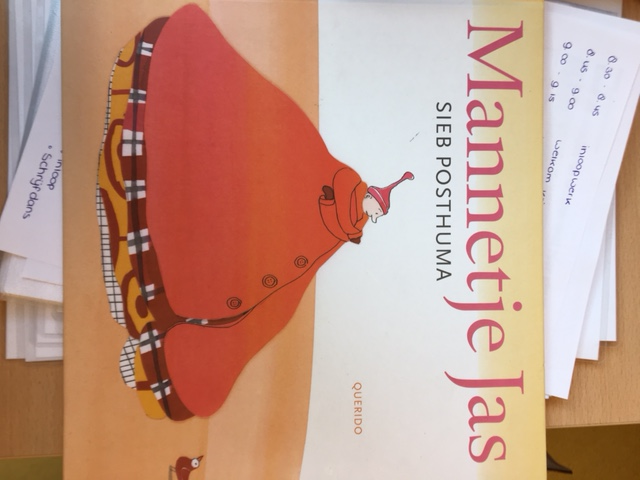 Mannetje Jas
SIEB POSTHUMA
QUERIDO
8.30 - 8.45 inloopwerk
8.45 - 9.00
9.00 - 9.15 welkom
inloop
* Schrijfdans